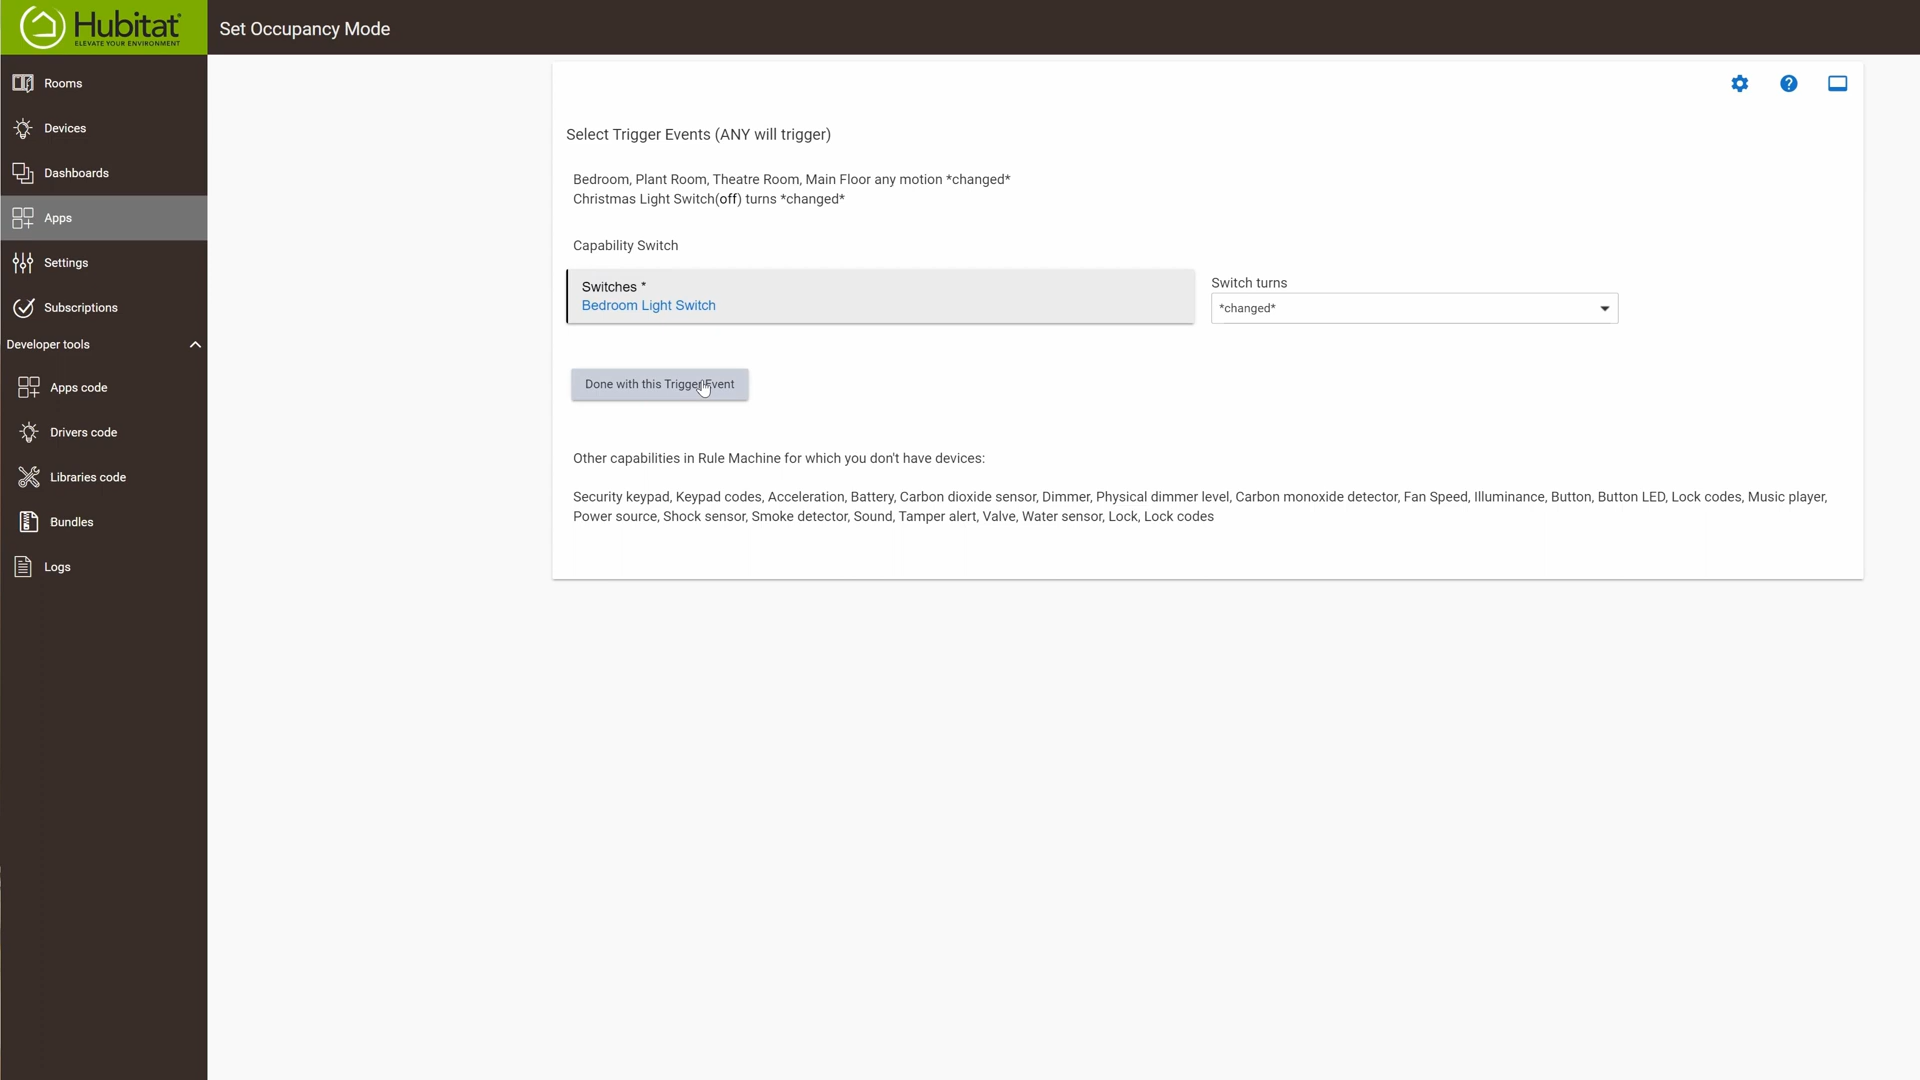 Hubitat
ELEVATE YOUR ENVIRONMENT
Set Occupancy Mode
Rooms
Devices
Dashboards
Apps
Settings
Subscriptions
Developer tools
Apps code
Drivers code
Libraries code
Bundles
Logs
Select Trigger Events (ANY will trigger)
Bedroom, Plant Room, Theatre Room, Main Floor any motion *changed*
Christmas Light Switch(off) turns *changed*
Capability Switch
Switches *
Bedroom Light Switch
Switch turns
*changed*
Done with this Trigger Event
Other capabilities in Rule Machine for which you don't have devices:
Security keypad, Keypad codes, Acceleration, Battery, Carbon dioxide sensor, Dimmer, Physical dimmer level, Carbon monoxide detector, Fan Speed, Illuminance, Button, Button LED, Lock codes, Music player,
Power source, Shock sensor, Smoke detector, Sound, Tamper alert, Valve, Water sensor, Lock, Lock codes